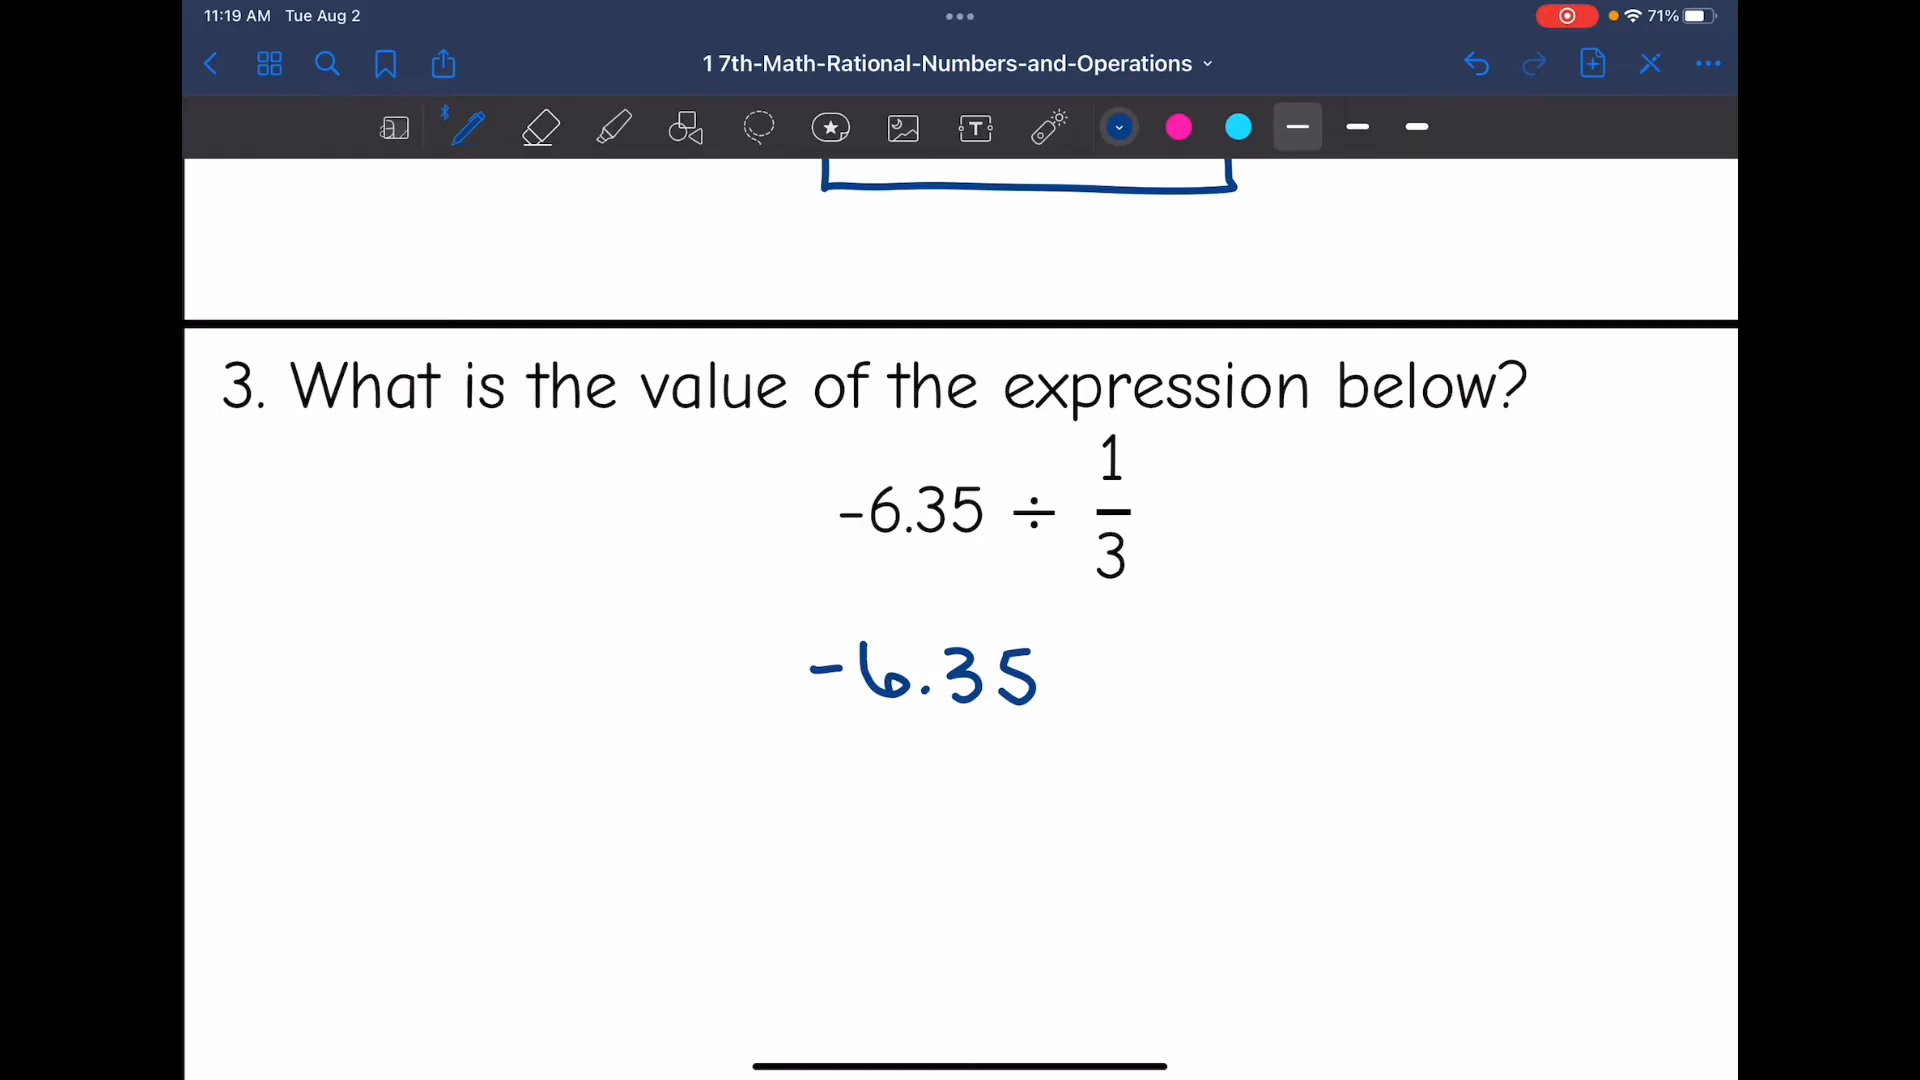 11:19 AM Tue Aug 2
71%
1 7th-Math-Rational-Numbers-and-Operations
3. What is the value of the expression below?
-6.35 ÷ 1/3
-6.35